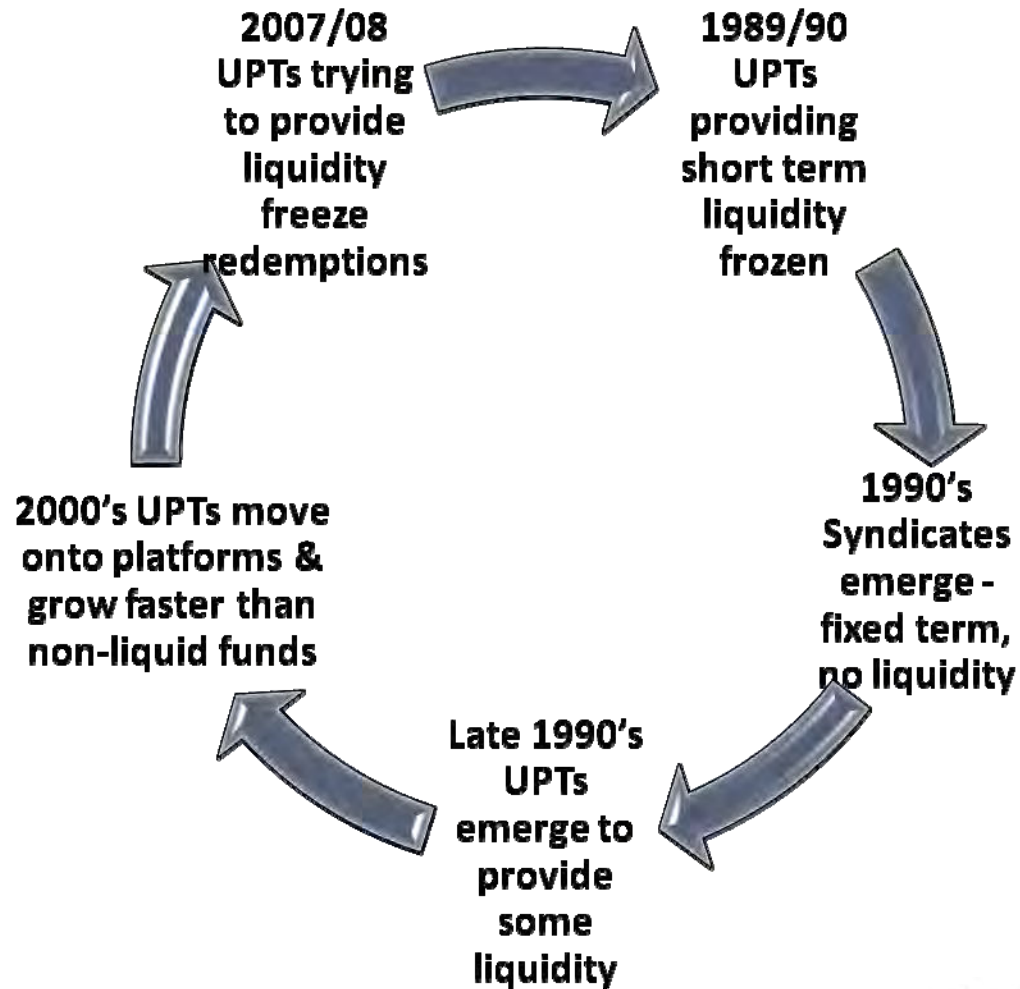 2007/08
UPTs trying
to provide
liquidity
freeze
redemptions
1989/90
UPTs
providing
short term
liquidity
frozen
1990's
Syndicates
emerge -
fixed term,
no liquidity
Late 1990's
UPTs
emerge to
provide
some
liquidity
2000's UPTs move
onto platforms &
grow faster than
non-liquid funds